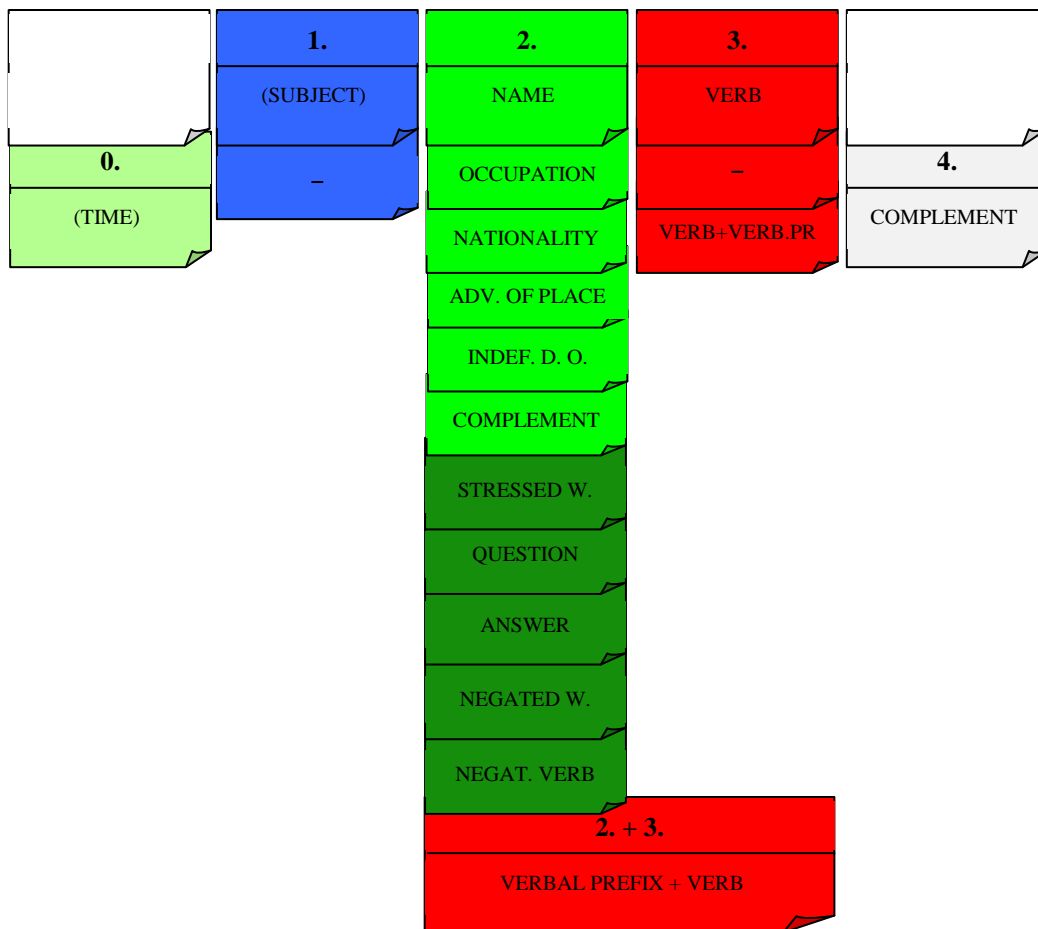 1.
2.
3.
(SUBJECT)
NAME
VERB
0.
–
OCCUPATION
–
4.
(TIME)
NATIONALITY
VERB+VERB.PR
COMPLEMENT
ADV. OF PLACE
INDEF. D. O.
COMPLEMENT
STRESSED W.
QUESTION
ANSWER
NEGATED W.
NEGAT. VERB
2. + 3.
VERBAL PREFIX + VERB